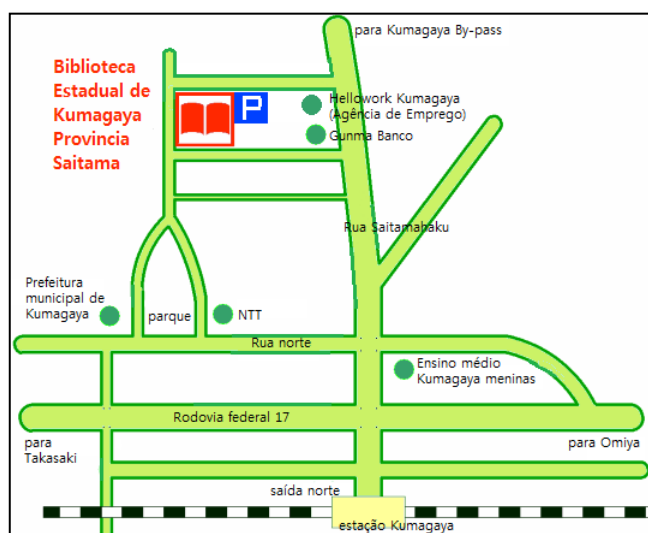 para Kumagaya By-pass
Biblioteca
Estadual de
Kumagaya
Provincia
Saitama
P
Hellowork Kumagaya
(Agência de Emprego)
Gunma Banco
Rua Saitamahaku
Prefeitura
municipal de
Kumagaya
parque
NTT
Rua norte
Ensino médio
Kumagaya meninas
Rodovia federal 17
para
Takasaki
para Omiya
saída norte
estação Kumagaya